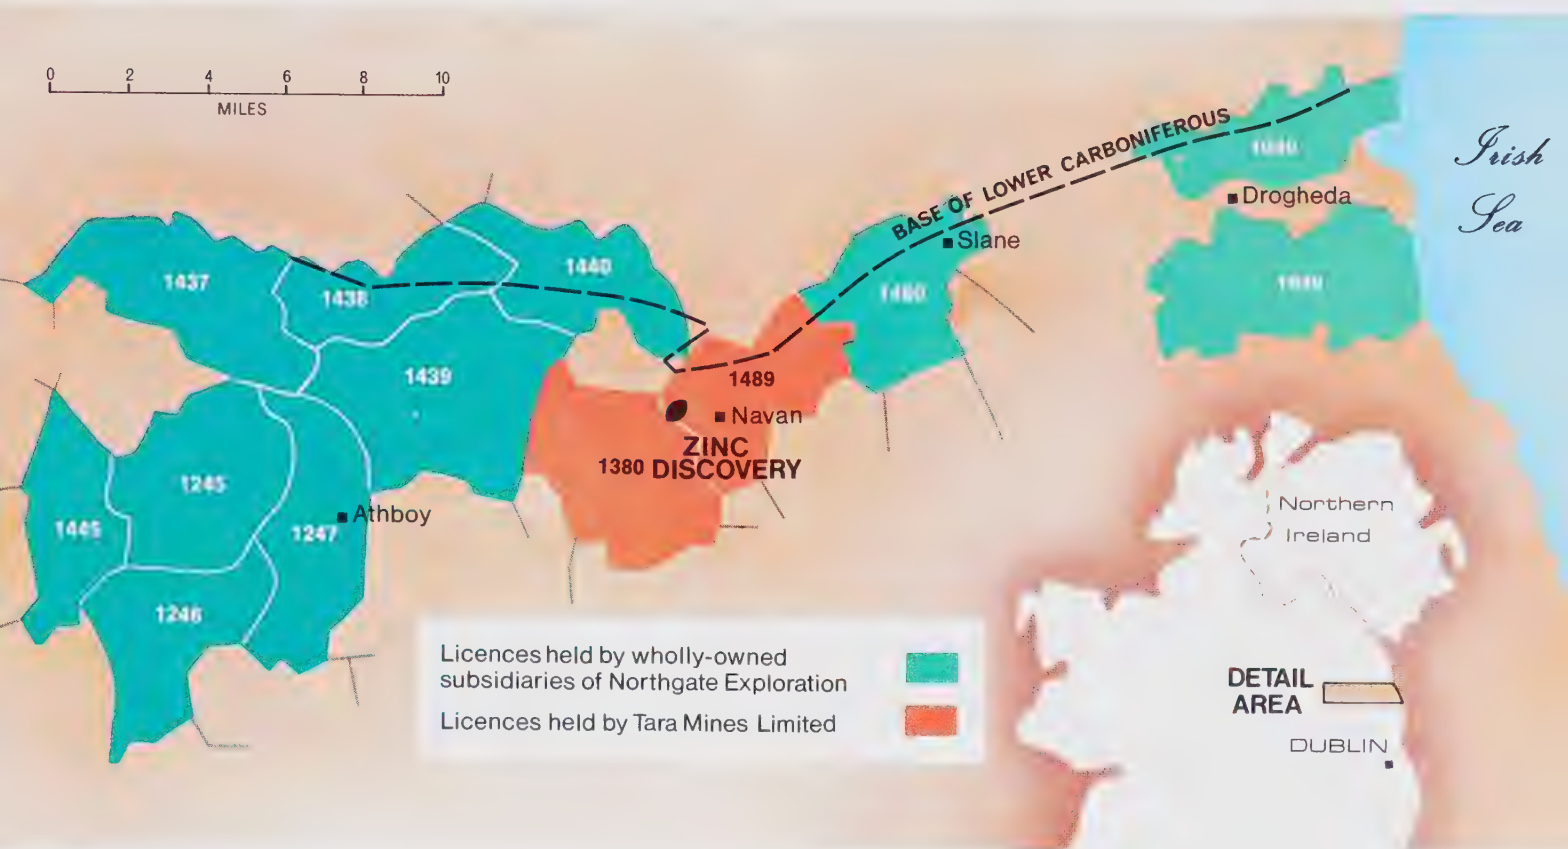 0 2 4 6 8 10
MILES
Irish
Sea
BASE OF LOWER CARBONIFEROUS
Drogheda
Slane
1437
1438
1440
1439
1489
Navan
ZINC
1380 DISCOVERY
1245
1445
1247
Athboy
1246
Northern
Ireland
Licences held by wholly-owned
subsidiaries of Northgate Exploration
Licences held by Tara Mines Limited
DETAIL
AREA
DUBLIN